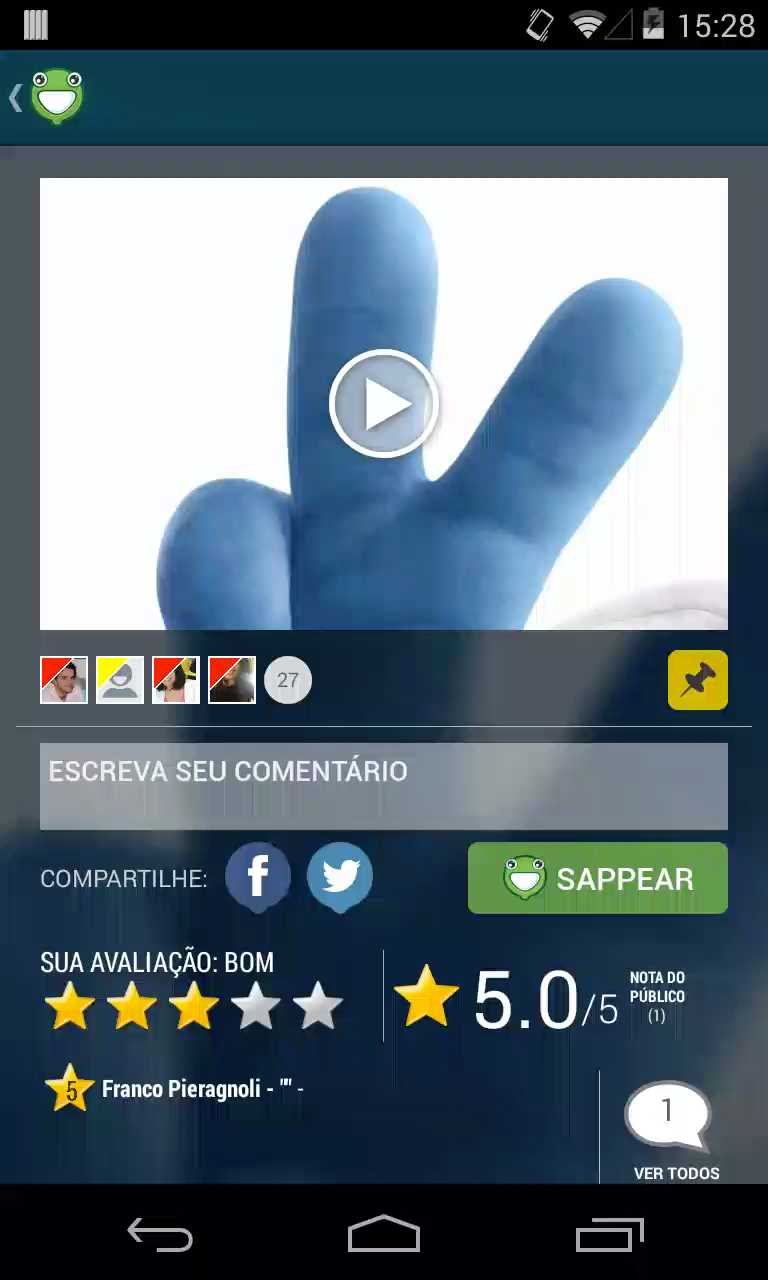 15:28
27
ESCREVA SEU COMENTÁRIO
COMPARTILHE:
SAPPEAR
SUA AVALIAÇÃO: BOM
5.0/5
NOTA DO
PÚBLICO
(1)
5 Franco Pieragnoli - "" -
1
VER TODOS